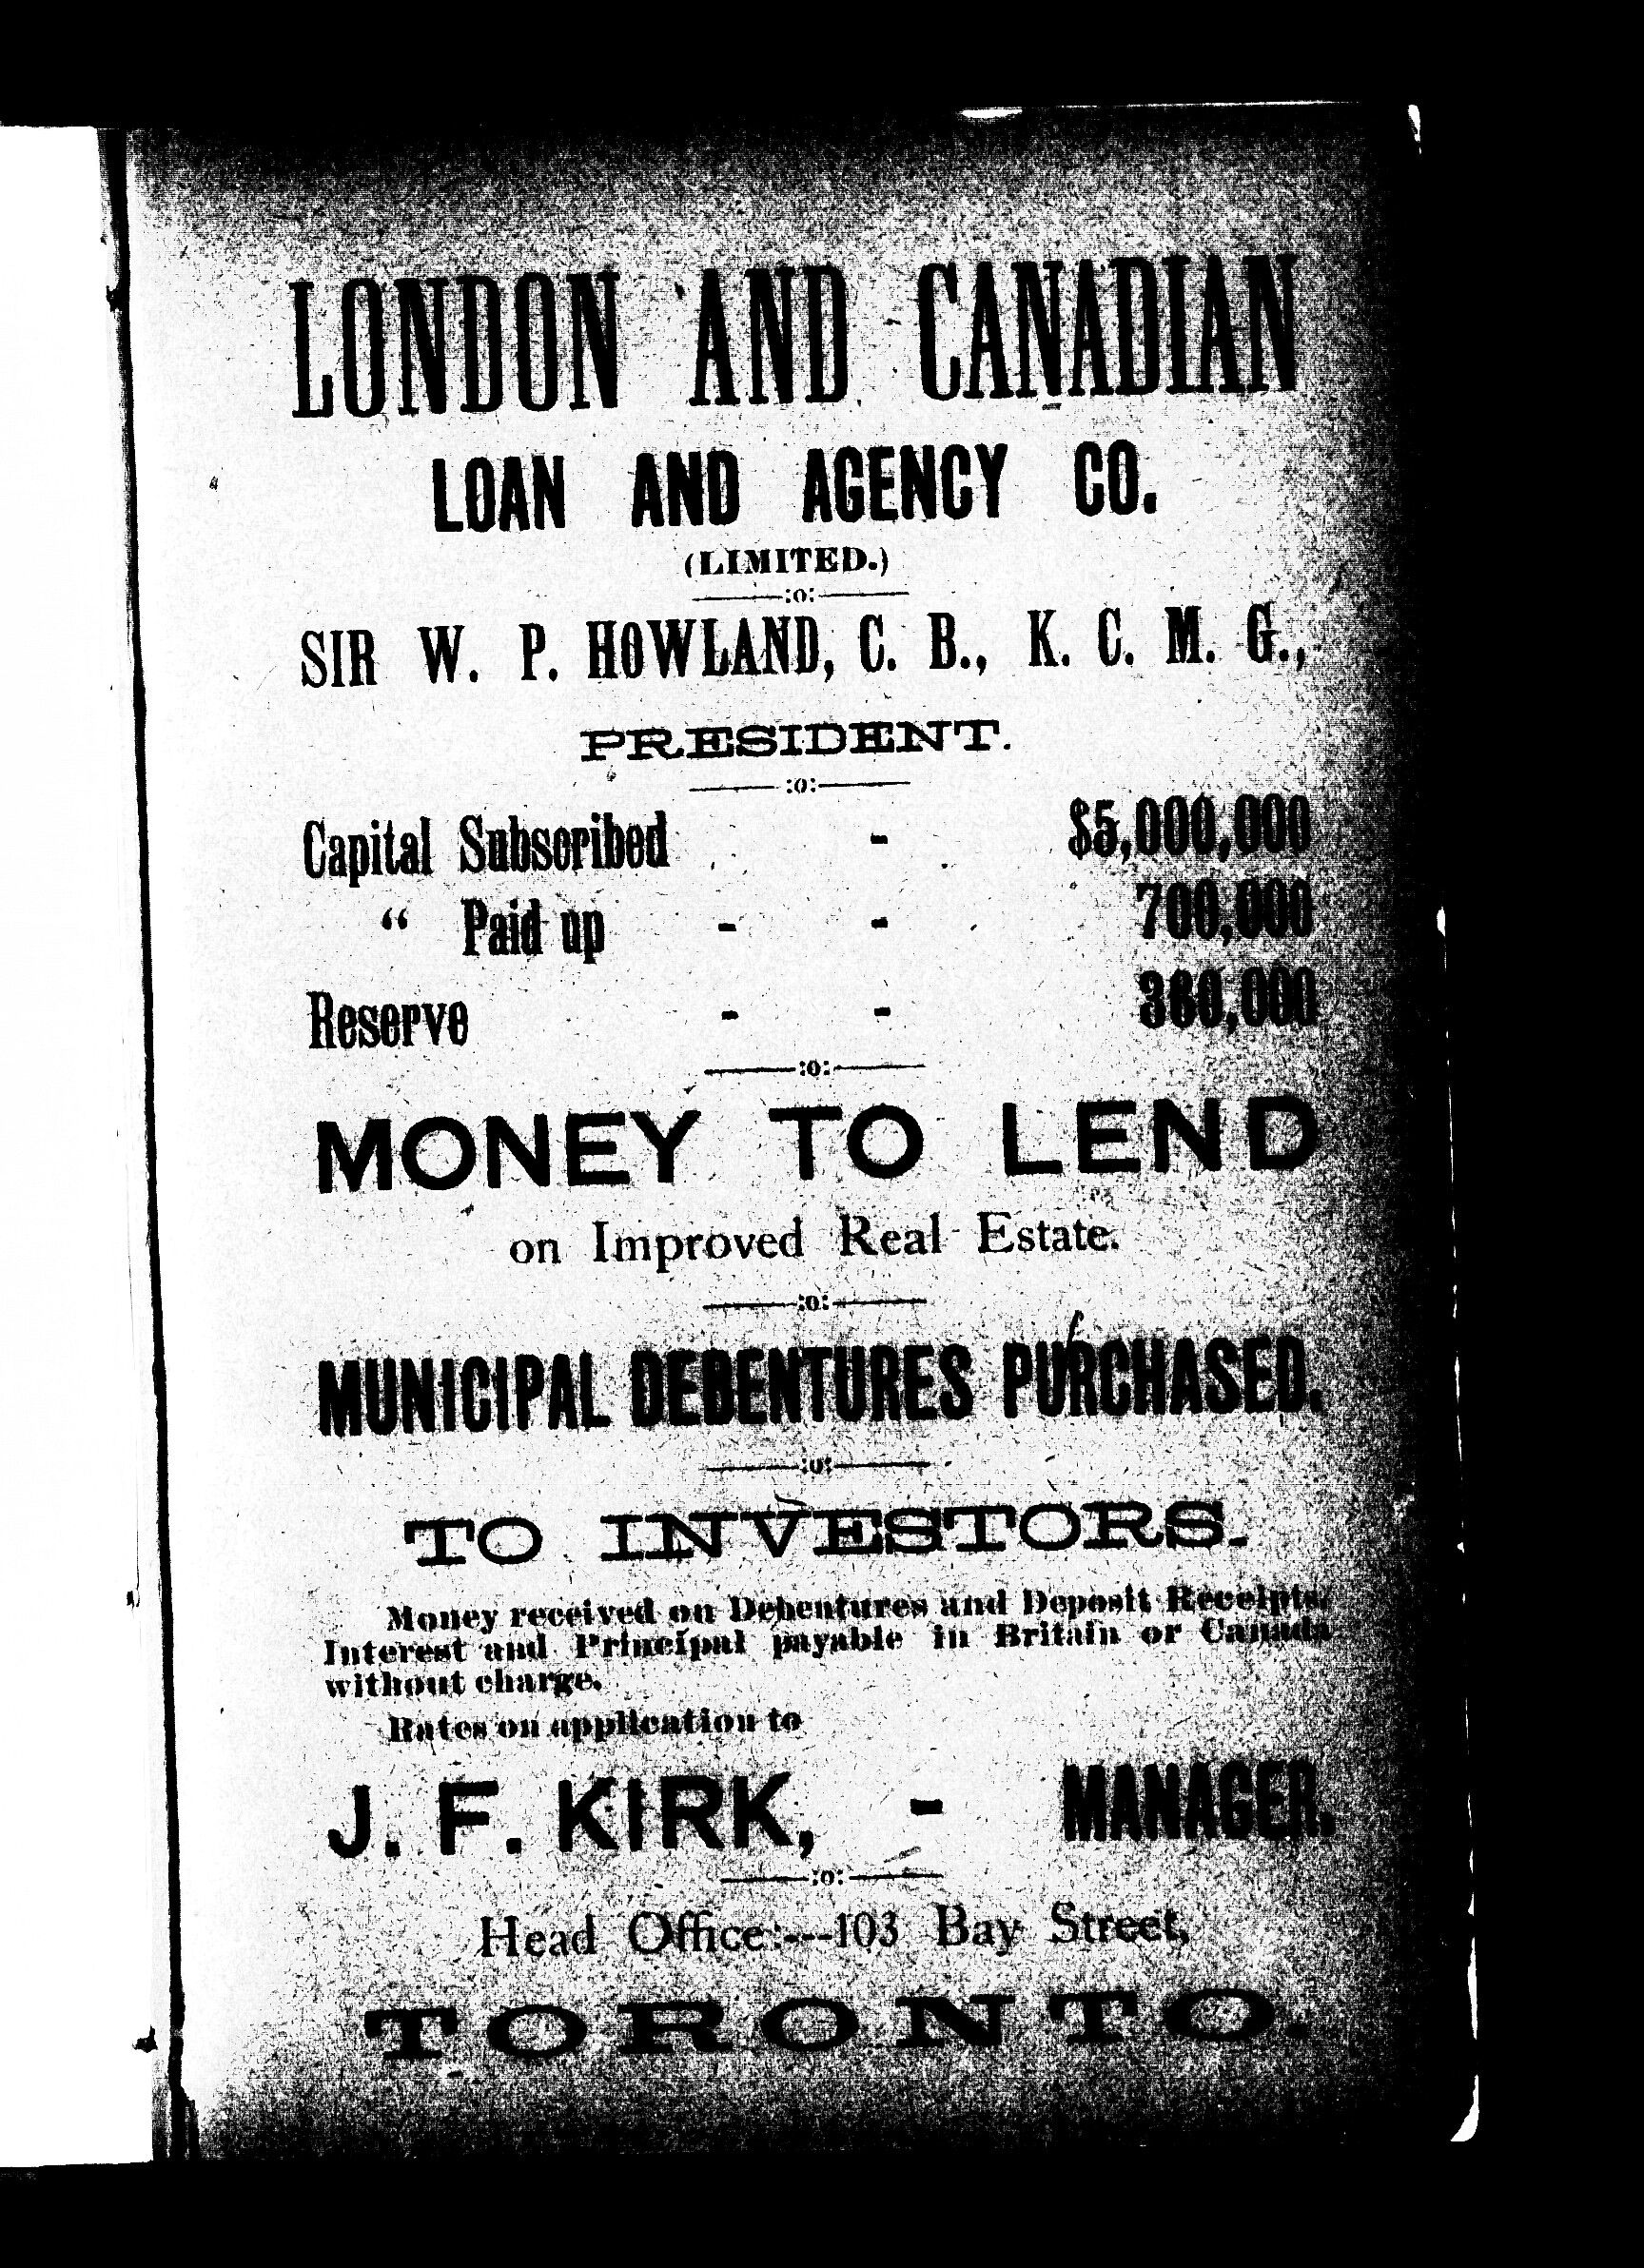 LONDON AND CANADIAN
LOAN AND AGENCY CO.
(LIMITED.)
:o:
SIR W. P. HOWLAND, C. B., K. C. M. G.,
PRESIDENT.
:o:
Capital Subscribed - $5,000,000
“ Paid up - - 700,000
Reserve - - 360,000
:o:
MONEY TO LEND
on Improved Real Estate.
:o:
MUNICIPAL DEBENTURES PURCHASED.
:o:
TO INVESTORS.
Money received on Debentures and Deposit Receipts.
Interest and Principal payable in Britain or Canada
without charge.
Rates on application to
J. F. KIRK, - MANAGER.
:o:
Head Office:---103 Bay Street,
TORONTO.